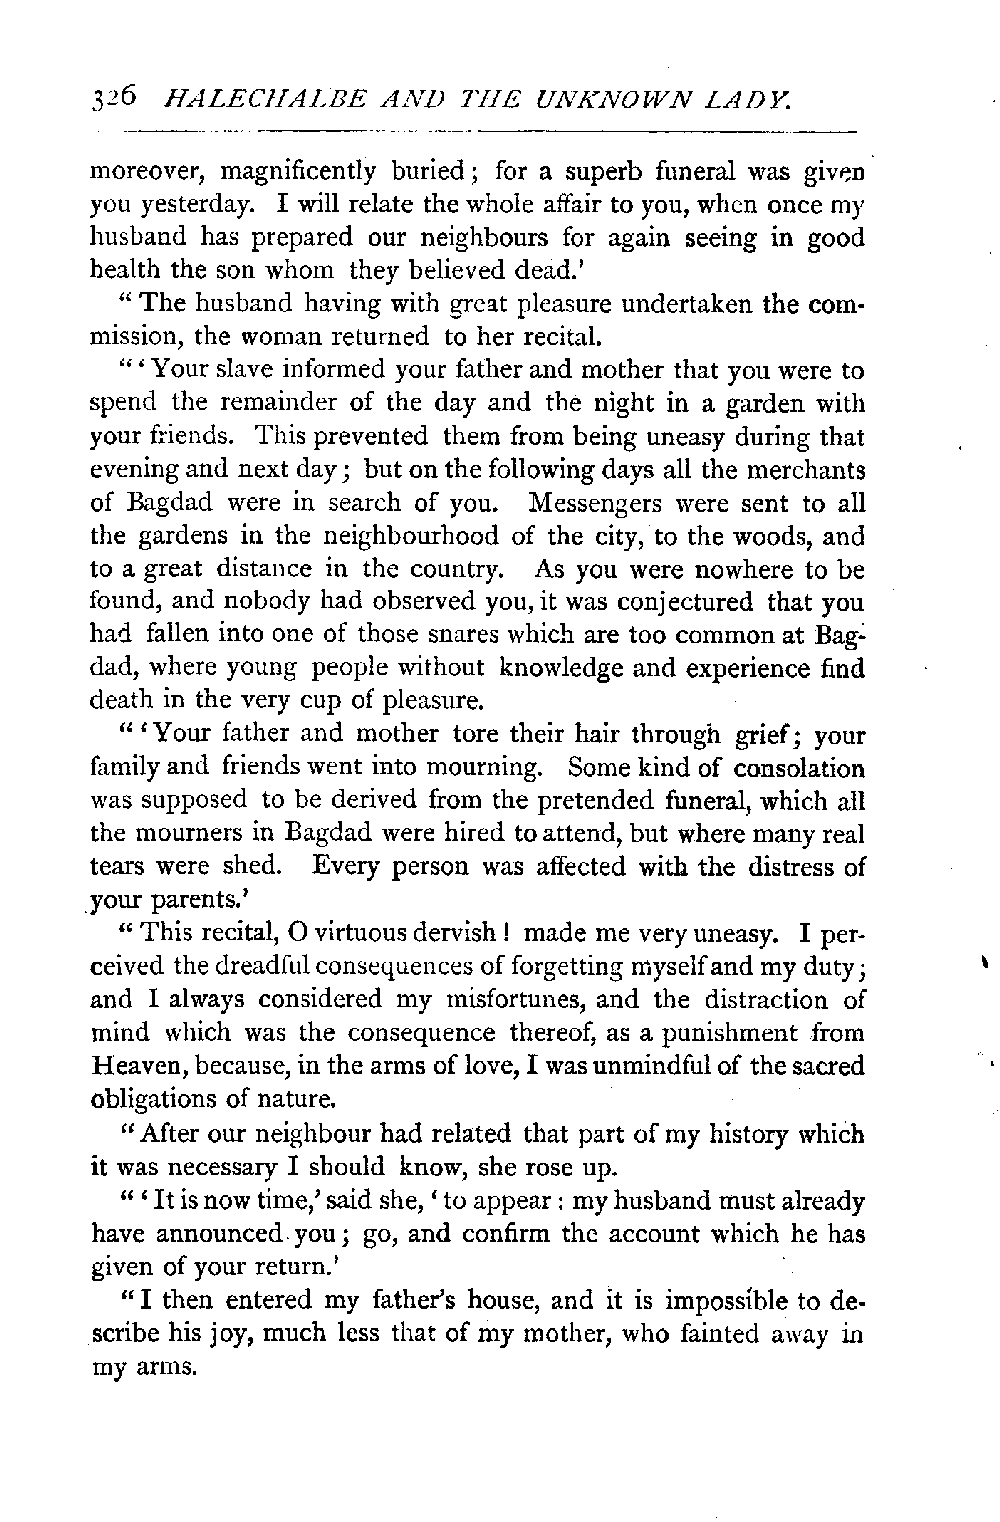 326 HALECHALBE AND THE UNKNOWN LADY.
moreover, magnificently buried; for a superb funeral was given
you yesterday. I will relate the whole affair to you, when once my
husband has prepared our neighbours for again seeing in good
health the son whom they believed dead.'
"The husband having with great pleasure undertaken the com-
mission, the woman returned to her recital.
"'Your slave informed your father and mother that you were to
spend the remainder of the day and the night in a garden with
your friends. This prevented them from being uneasy during that
evening and next day; but on the following days all the merchants
of Bagdad were in search of you. Messengers were sent to all
the gardens in the neighbourhood of the city, to the woods, and
to a great distance in the country. As you were nowhere to be
found, and nobody had observed you, it was conjectured that you
had fallen into one of those snares which are too common at Bag-
dad, where young people without knowledge and experience find
death in the very cup of pleasure.
"'Your father and mother tore their hair through grief; your
family and friends went into mourning. Some kind of consolation
was supposed to be derived from the pretended funeral, which all
the mourners in Bagdad were hired to attend, but where many real
tears were shed. Every person was affected with the distress of
your parents.'
"This recital, O virtuous dervish! made me very uneasy. I per-
ceived the dreadful consequences of forgetting myself and my duty;
and I always considered my misfortunes, and the distraction of
mind which was the consequence thereof, as a punishment from
Heaven, because, in the arms of love, I was unmindful of the sacred
obligations of nature.
"After our neighbour had related that part of my history which
it was necessary I should know, she rose up.
"'It is now time,' said she, 'to appear: my husband must already
have announced you; go, and confirm the account which he has
given of your return.'
"I then entered my father's house, and it is impossible to de-
scribe his joy, much less that of my mother, who fainted away in
my arms.